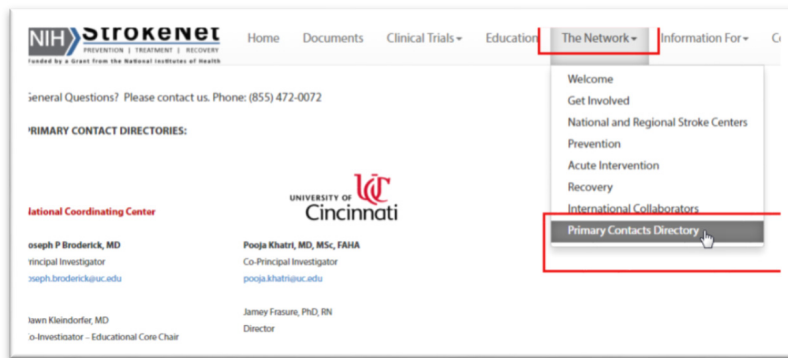 NIH StrokeNet
PREVENTION | TREATMENT | RECOVERY
Funded by a Grant from the National Institutes of Health
Home Documents Clinical Trials Education The Network Information For
General Questions? Please contact us. Phone: (855) 472-0072
PRIMARY CONTACT DIRECTORIES:
Welcome
Get Involved
National and Regional Stroke Centers
Prevention
Acute Intervention
Recovery
International Collaborators
Primary Contacts Directory
UNIVERSITY OF
Cincinnati
National Coordinating Center
Joseph P Broderick, MD
Principal Investigator
joseph.broderick@uc.edu
Pooja Khatri, MD, MSc, FAHA
Co-Principal Investigator
pooja.khatri@uc.edu
Dawn Kleindorfer, MD
Co-Investigator – Educational Core Chair
Jamey Frasure, PhD, RN
Director